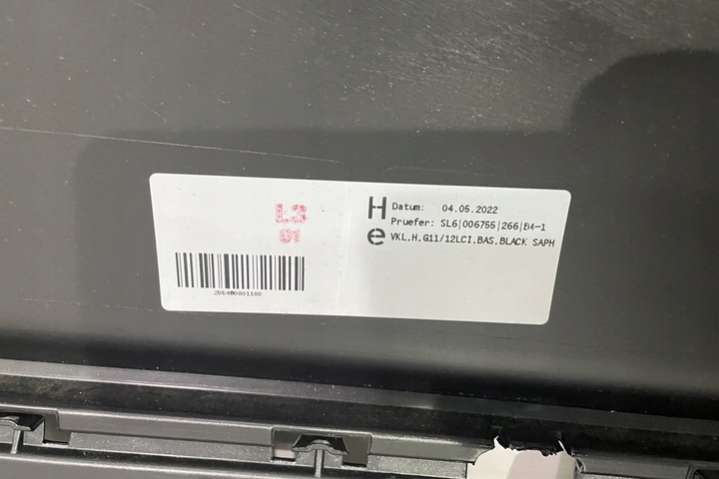 L3
01
H Datum: 04.05.2022
Pruefer: SL6|006755|266|B4-1
e VKL.H.G11/12LCI.BAS.BLACK SAPH